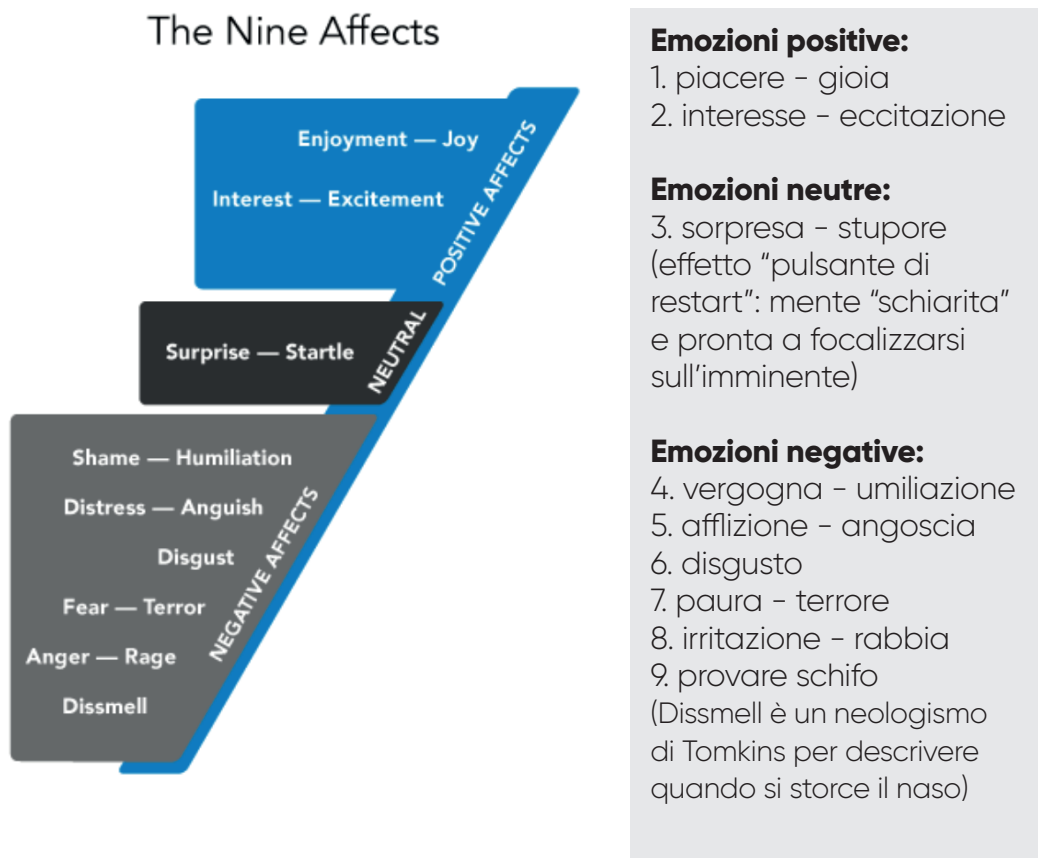 The Nine Affects
Enjoyment — Joy
Interest — Excitement
POSITIVE AFFECTS
Surprise — Startle
NEUTRAL
Shame — Humiliation
Distress — Anguish
Disgust
Fear — Terror
Anger — Rage
Dissmell
NEGATIVE AFFECTS
Emozioni positive:
1. piacere - gioia
2. interesse - eccitazione
Emozioni neutre:
3. sorpresa - stupore
(effetto “pulsante di
restart”: mente “schiarita”
e pronta a focalizzarsi
sull’imminente)
Emozioni negative:
4. vergogna - umiliazione
5. afflizione - angoscia
6. disgusto
7. paura - terrore
8. irritazione - rabbia
9. provare schifo
(Dissmell è un neologismo
di Tomkins per descrivere
quando si storce il naso)